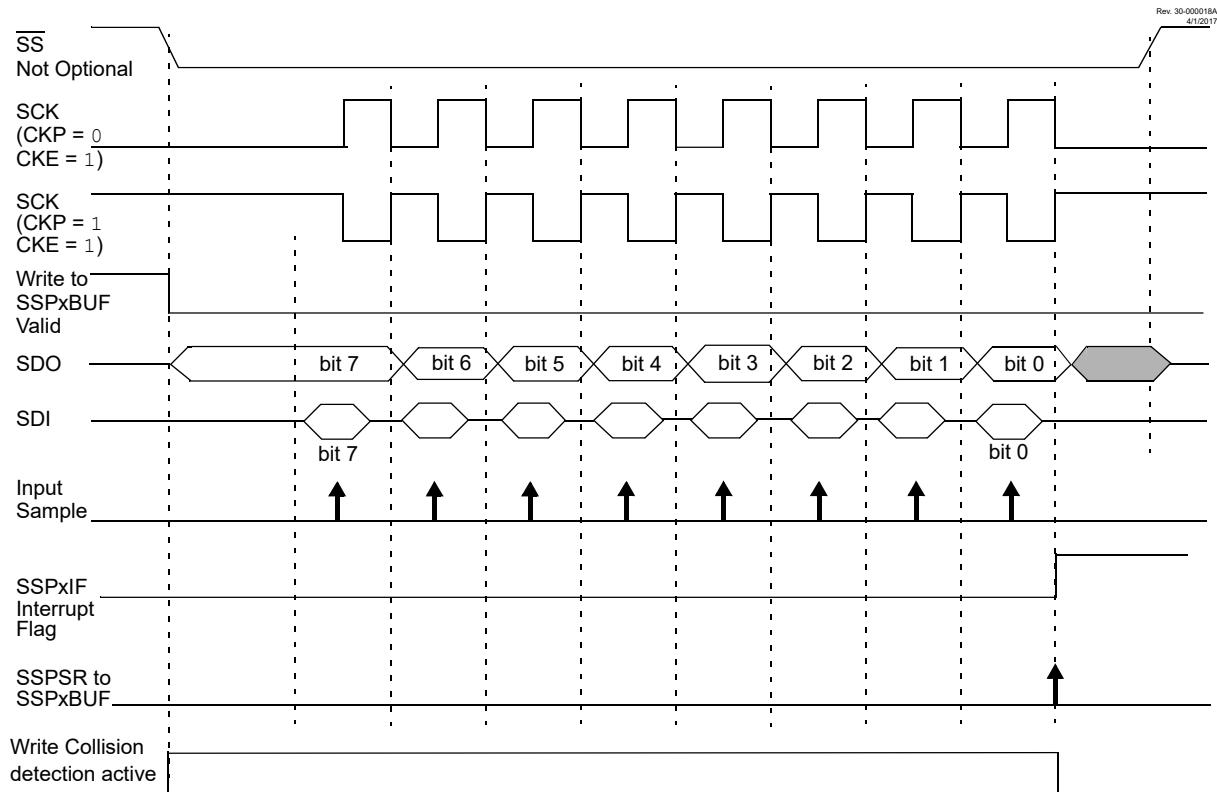 Rev. 30-000018A
4/1/2017
SS
Not Optional
SCK
(CKP = 0
CKE = 1)
SCK
(CKP = 1
CKE = 1)
Write to
SSPxBUF
Valid
SDO
bit 7
bit 6
bit 5
bit 4
bit 3
bit 2
bit 1
bit 0
SDI
bit 7
bit 0
Input
Sample
SSPxIF
Interrupt
Flag
SSPSR to
SSPxBUF
Write Collision
detection active